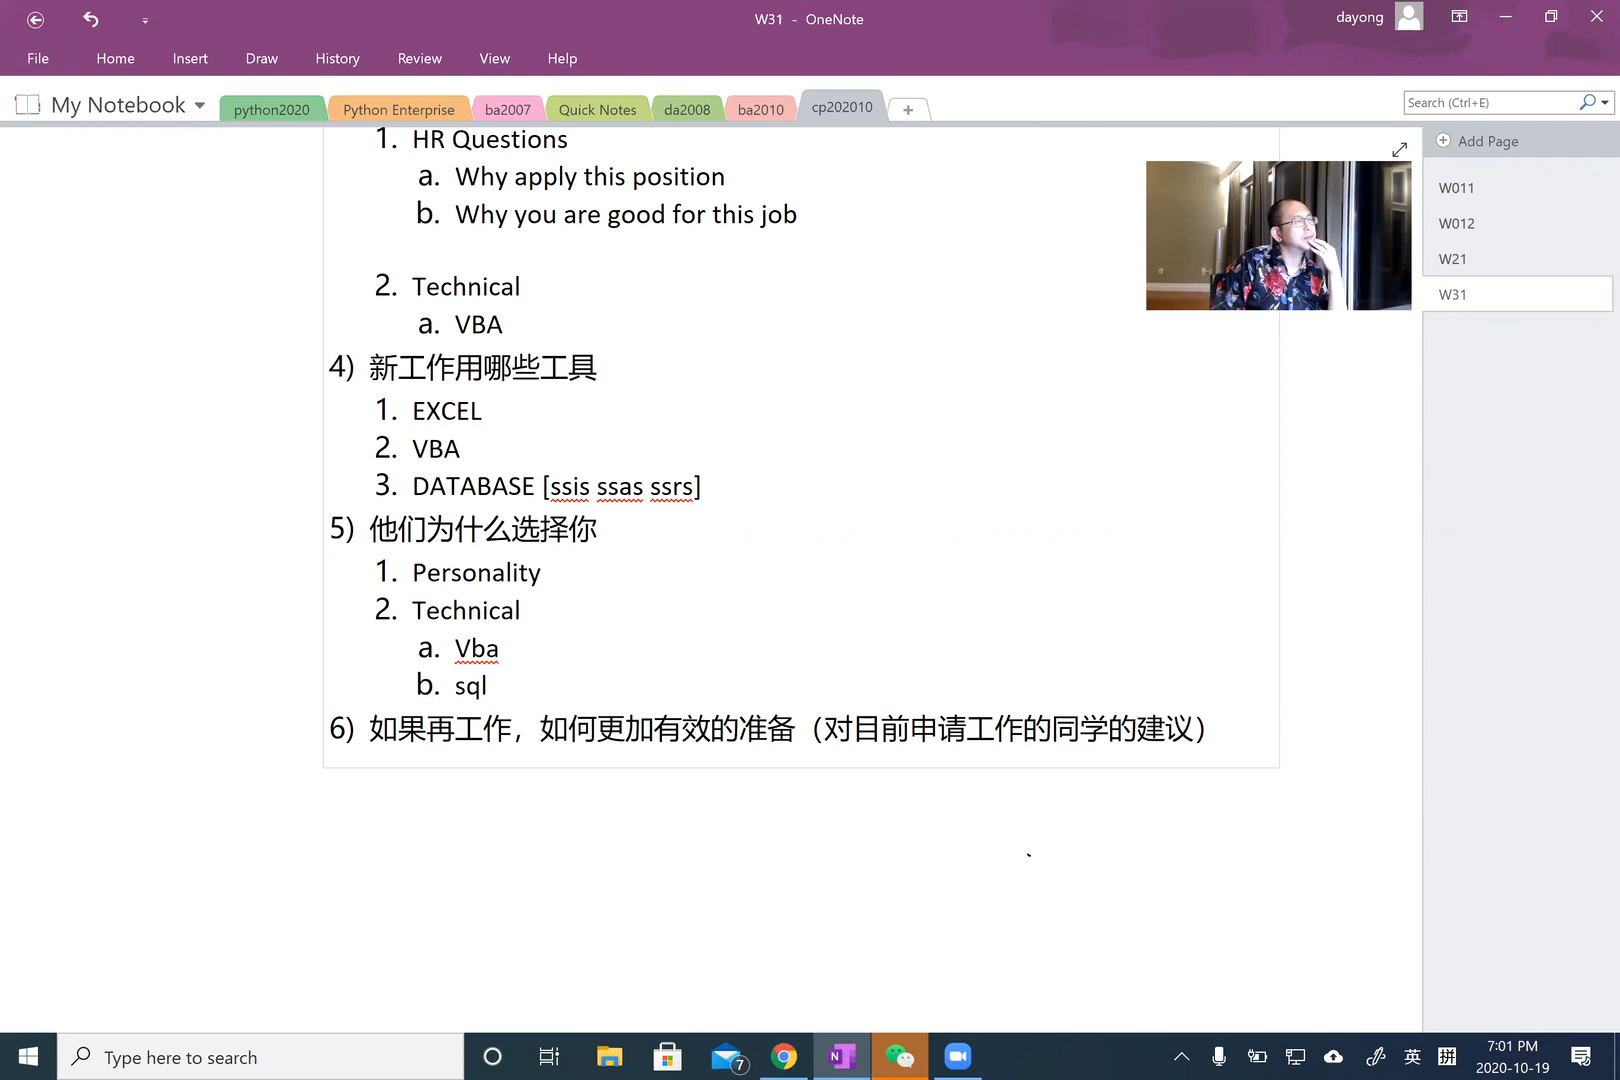 W31 - OneNote
dayong
File Home Insert Draw History Review View Help
My Notebook
python2020 Python Enterprise ba2007 Quick Notes da2008 ba2010 cp202010
Search (Ctrl+E)
Add Page
W011
W012
W21
W31
1. HR Questions
a. Why apply this position
b. Why you are good for this job
2. Technical
a. VBA
4) 新工作用哪些工具
1. EXCEL
2. VBA
3. DATABASE [ssis ssas ssrs]
5) 他们为什么选择你
1. Personality
2. Technical
a. Vba
b. sql
6) 如果再工作，如何更加有效的准备（对目前申请工作的同学的建议）
Type here to search
7
N
英
拼
7:01 PM
2020-10-19